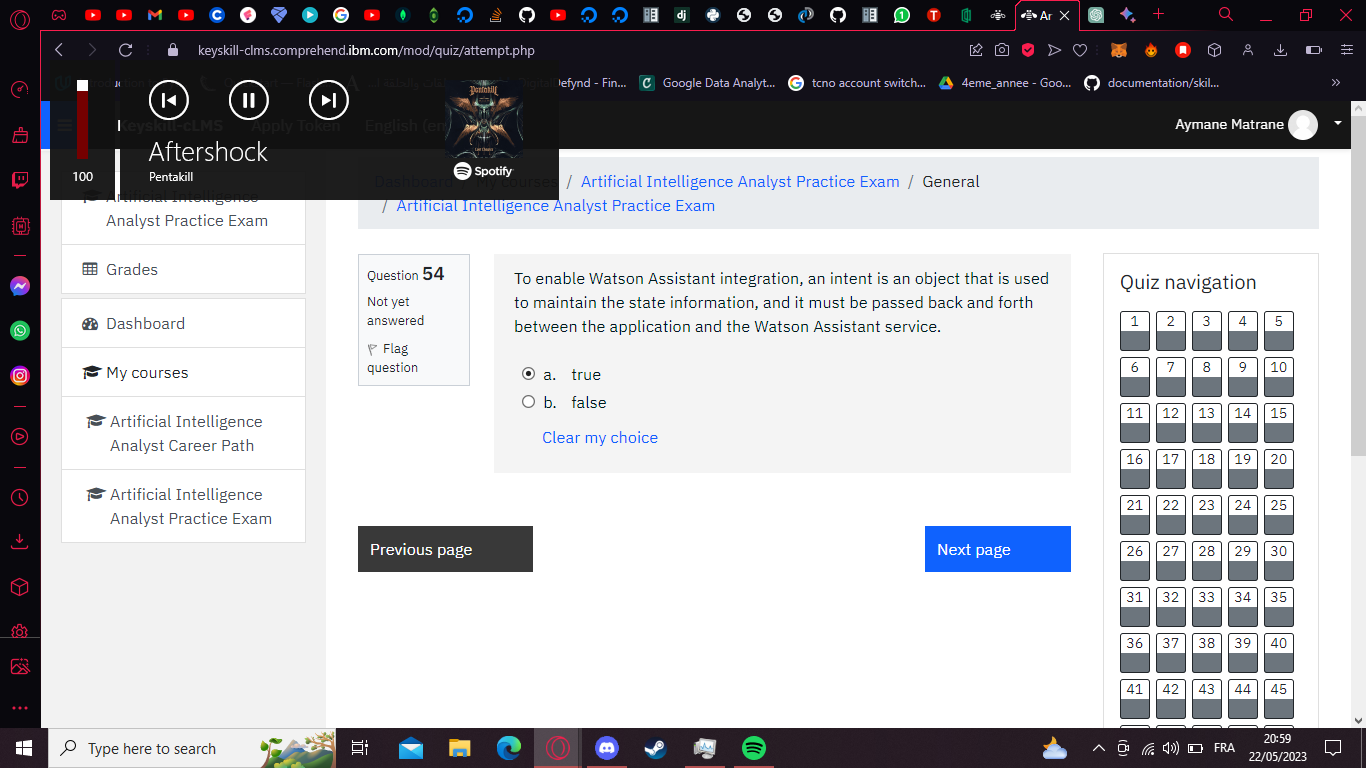 Ar
keyskill-clms.comprehend.ibm.com/mod/quiz/attempt.php
Defynd - Fin...
Google Data Analyt...
tcno account switch...
4eme_annee - Goo...
documentation/skil...
100
Aftershock
Pentakill
Spotify
Keyskill-cLMS
Apply Token
English (en
Aymane Matrane
Dashboard / My courses / Artificial Intelligence Analyst Practice Exam / General
/ Artificial Intelligence Analyst Practice Exam
Artificial Intelligence
Analyst Practice Exam
Grades
Dashboard
My courses
Artificial Intelligence
Analyst Career Path
Artificial Intelligence
Analyst Practice Exam
Question 54
Not yet
answered
Flag
question
To enable Watson Assistant integration, an intent is an object that is used
to maintain the state information, and it must be passed back and forth
between the application and the Watson Assistant service.
a. true
b. false
Clear my choice
Previous page
Next page
Quiz navigation
1 2 3 4 5
6 7 8 9 10
11 12 13 14 15
16 17 18 19 20
21 22 23 24 25
26 27 28 29 30
31 32 33 34 35
36 37 38 39 40
41 42 43 44 45
Type here to search
FRA
20:59
22/05/2023